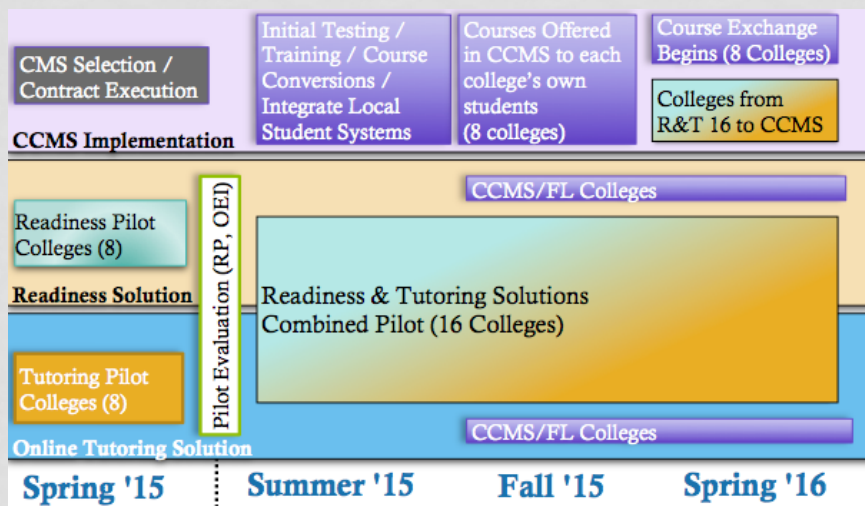 CMS Selection /
Contract Execution
CCMS Implementation
Initial Testing /
Training / Course
Conversions /
Integrate Local
Student Systems
Courses Offered
in CCMS to each
college's own
students
(8 colleges)
Course Exchange
Begins (8 Colleges)
Colleges from
R&T 16 to CCMS
Readiness Pilot
Colleges (8)
Readiness Solution
Pilot Evaluation (RP, OEI)
CCMS/FL Colleges
Readiness & Tutoring Solutions
Combined Pilot (16 Colleges)
Tutoring Pilot
Colleges (8)
Online Tutoring Solution
CCMS/FL Colleges
Spring '15
Summer '15
Fall '15
Spring '16